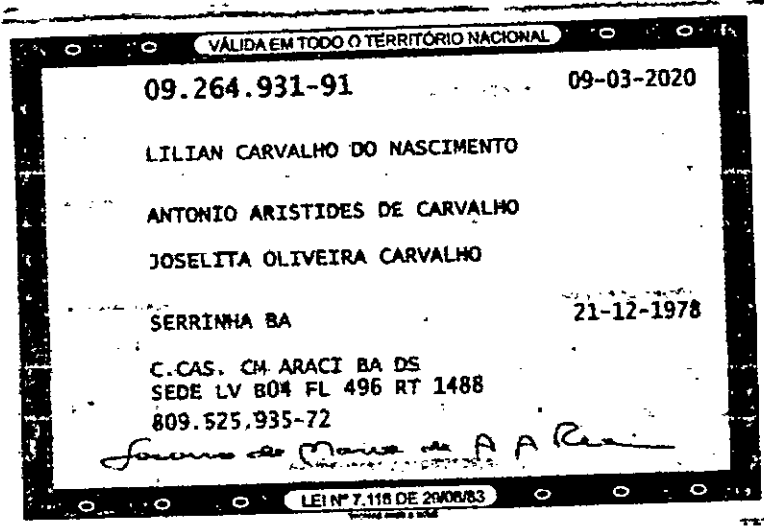 VÁLIDA EM TODO O TERRITÓRIO NACIONAL
09.264.931-91 09-03-2020
LILIAN CARVALHO DO NASCIMENTO
ANTONIO ARISTIDES DE CARVALHO
JOSELITA OLIVEIRA CARVALHO
SERRINHA BA 21-12-1978
C.CAS. CM ARACI BA DS
SEDE LV B04 FL 496 RT 1488
809.525.935-72
de A A
LEI Nº 7.116 DE 29/08/83